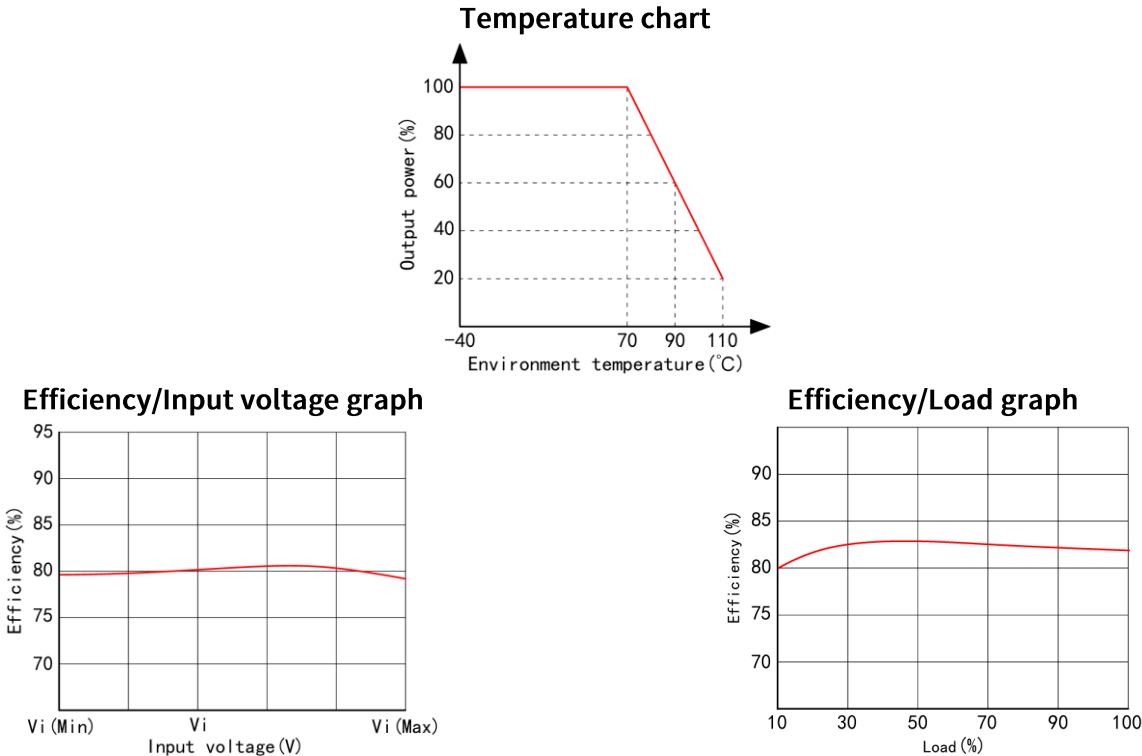 Temperature chart
100
80
60
40
20
Output power(%)
-40 70 90 110
Environment temperature(℃)
Efficiency/Input voltage graph
95
90
85
80
75
70
Efficiency(%)
Vi(Min) Vi Vi(Max)
Input voltage(V)
Efficiency/Load graph
90
85
80
75
70
Efficiency(%)
10 30 50 70 90 100
Load(%)